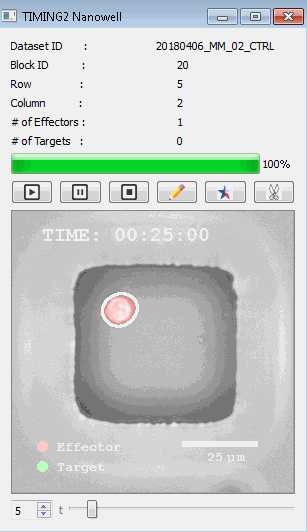 TIMING2 Nanowell
Dataset ID : 20180406_MM_02_CTRL
Block ID : 20
Row : 5
Column : 2
# of Effectors : 1
# of Targets : 0
100%
TIME: 00:25:00
Effector
Target
25 µm
5 t